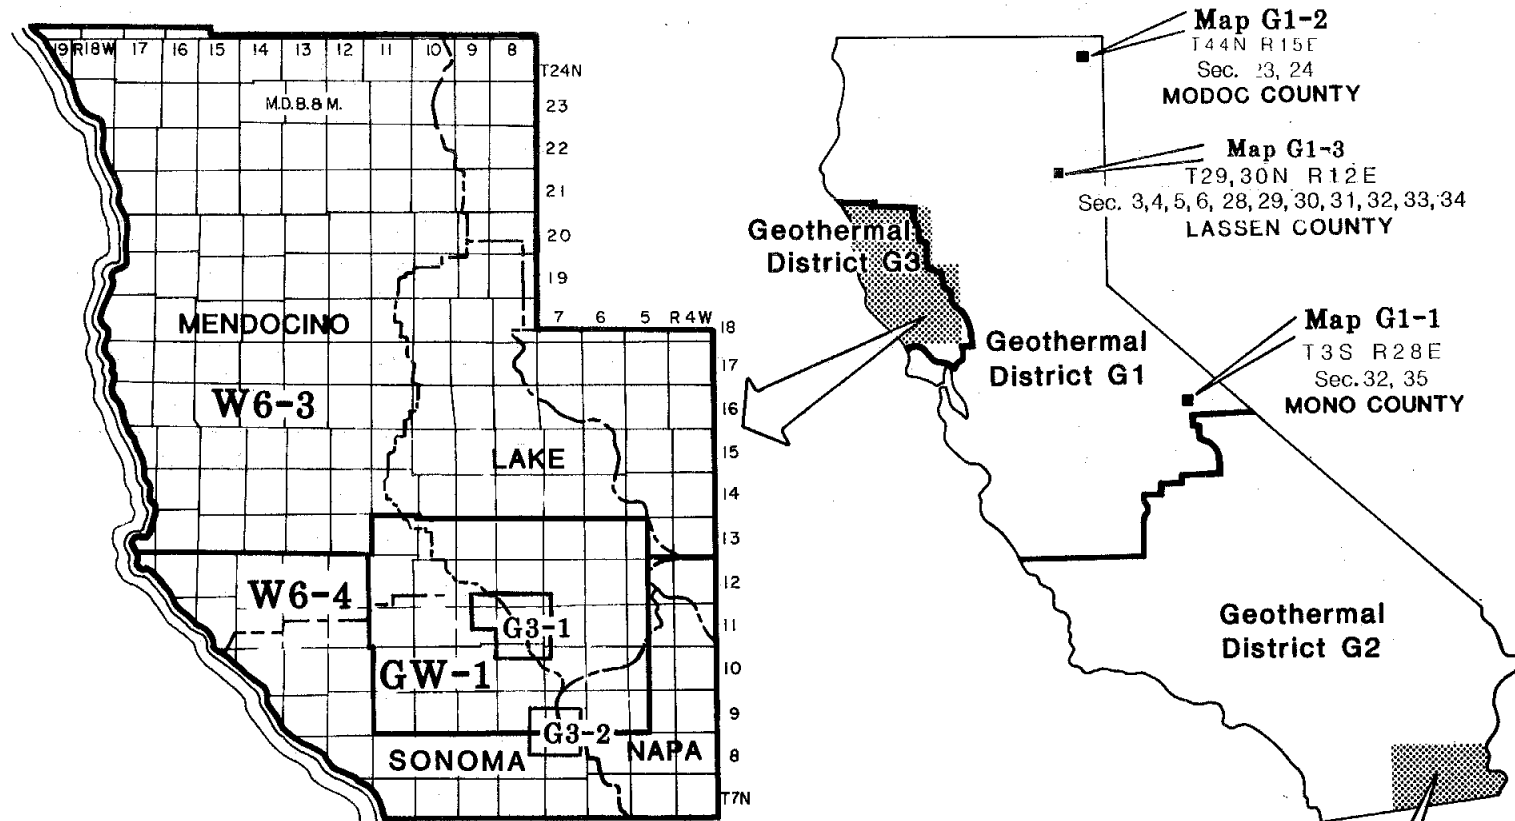 19 R18W 17 16 15 14 13 12 11 10 9 8
T24N
M.D.B.&M.
23
22
21
20
19
7 6 5 R4W 18
MENDOCINO
17
W6-3
16
LAKE
15
14
13
W6-4
12
G3-1
11
GW-1
10
9
G3-2
SONOMA
NAPA
8
T7N
Map G1-2
T44N R15E
Sec. 23, 24
MODOC COUNTY
Map G1-3
T29,30N R12E
Sec. 3,4,5,6, 28,29,30,31,32,33,34
LASSEN COUNTY
Geothermal
District G3
Geothermal
District G1
Map G1-1
T3S R28E
Sec.32, 35
MONO COUNTY
Geothermal
District G2